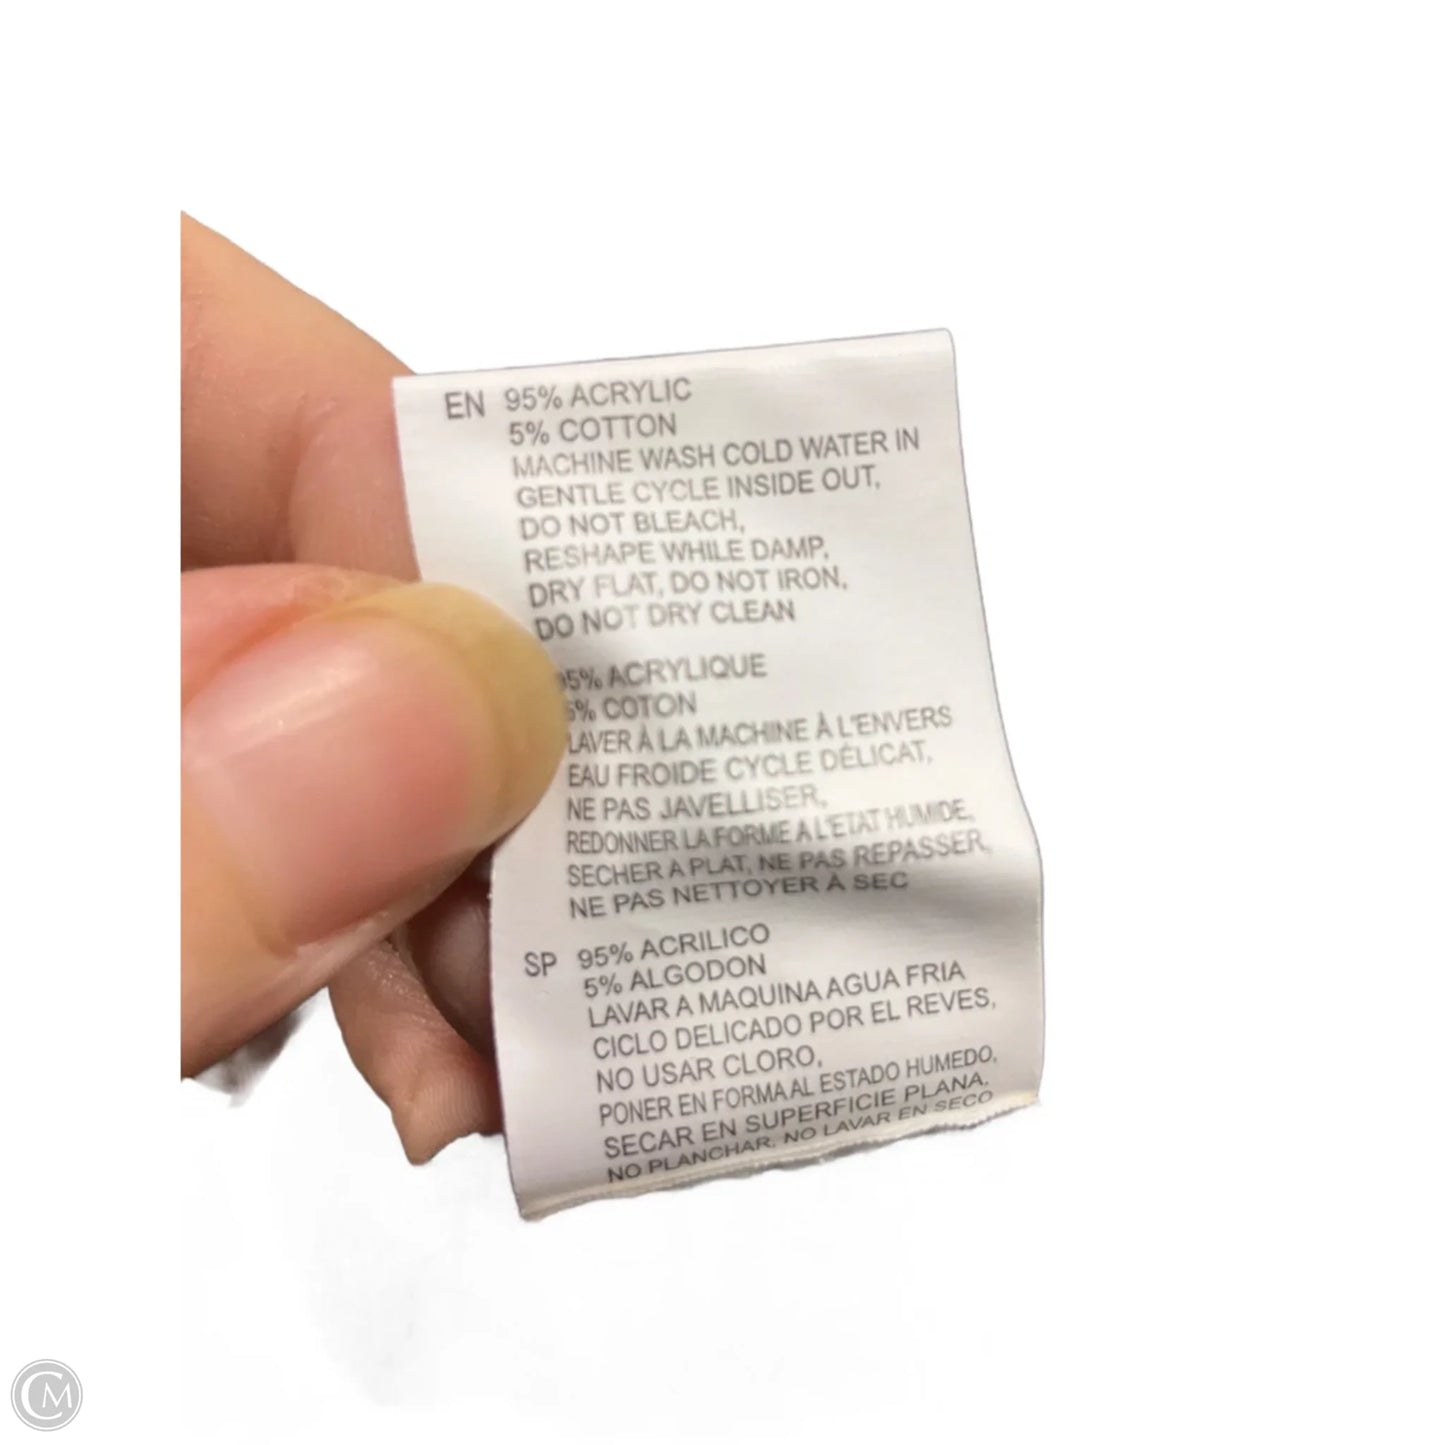 EN 95% ACRYLIC
5% COTTON
MACHINE WASH COLD WATER IN
GENTLE CYCLE INSIDE OUT,
DO NOT BLEACH,
RESHAPE WHILE DAMP,
DRY FLAT, DO NOT IRON,
DO NOT DRY CLEAN
95% ACRYLIQUE
5% COTON
LAVER À LA MACHINE À L'ENVERS
EAU FROIDE CYCLE DÉLICAT,
NE PAS JAVELLISER,
REDONNER LA FORME A L'ETAT HUMIDE,
SECHER A PLAT, NE PAS REPASSER,
NE PAS NETTOYER À SEC
SP 95% ACRILICO
5% ALGODON
LAVAR A MAQUINA AGUA FRIA
CICLO DELICADO POR EL REVES,
NO USAR CLORO,
PONER EN FORMA AL ESTADO HUMEDO,
SECAR EN SUPERFICIE PLANA.
NO PLANCHAR. NO LAVAR EN SECO
CM